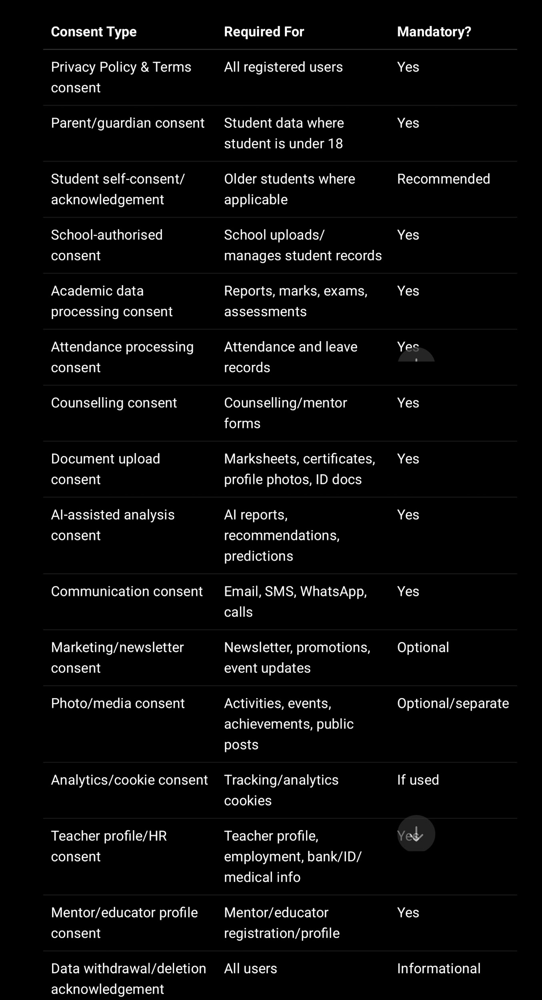 Consent Type Required For Mandatory?
Privacy Policy & Terms All registered users Yes
consent
Parent/guardian consent Student data where Yes
student is under 18
Student self-consent/ Older students where Recommended
acknowledgement applicable
School-authorised School uploads/ Yes
consent manages student records
Academic data Reports, marks, exams, Yes
processing consent assessments
Attendance processing Attendance and leave Yes
consent records
Counselling consent Counselling/mentor Yes
forms
Document upload Marksheets, certificates, Yes
consent profile photos, ID docs
AI-assisted analysis AI reports, Yes
consent recommendations,
predictions
Communication consent Email, SMS, WhatsApp, Yes
calls
Marketing/newsletter Newsletter, promotions, Optional
consent event updates
Photo/media consent Activities, events, Optional/separate
achievements, public
posts
Analytics/cookie consent Tracking/analytics If used
cookies
Teacher profile/HR Teacher profile, Yes
consent employment, bank/ID/
medical info
Mentor/educator profile Mentor/educator Yes
consent registration/profile
Data withdrawal/deletion All users Informational
acknowledgement